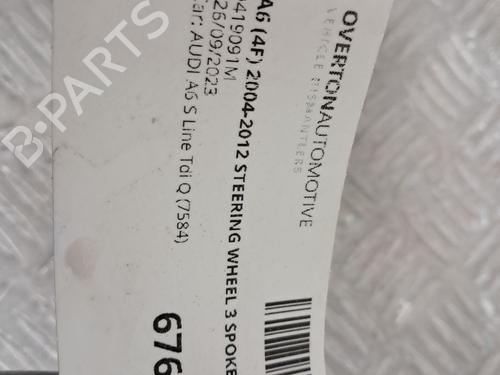 OVERTONAUTOMOTIVE
VEHICLE DISMANTLERS
A6 (4F) 2004-2012 STEERING WHEEL 3 SPOKE
0419091M
26/09/2023
Car: AUDI A6 S Line Tdi Q (7584)
676
B-PARTS